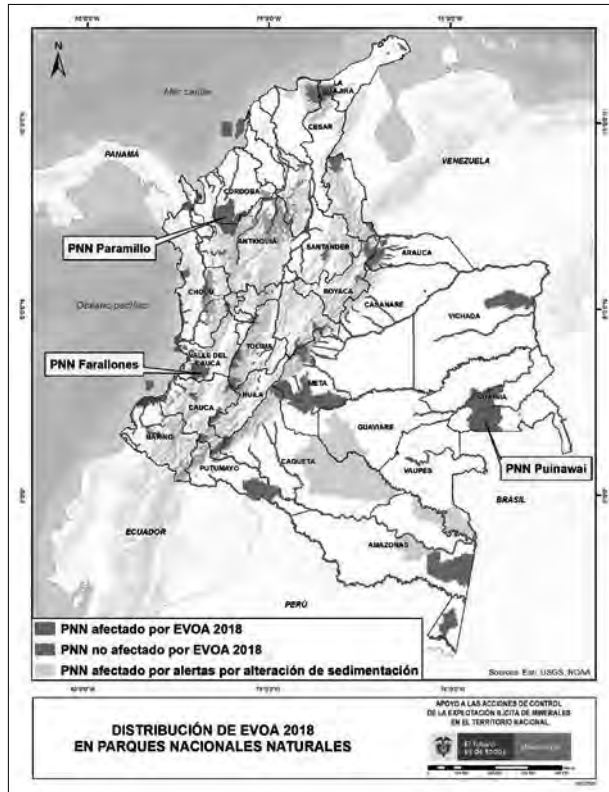 N
Mar caribe
LA
GUAJIRA
CESAR
PANAMÁ
VENEZUELA
CORDOBA
PNN Paramillo
ANTIOQUIA
SANTANDER
ARAUCA
BOYACA
CHOCO
CASANARE
Océano pacífico
VICHADA
PNN Farallones
VALLE DEL
CAUCA
TOLIMA
META
HUILA
CAUCA
GUAINIA
GUAVIARE
NARIÑO
PNN Puinawai
CAQUETA
VAUPES
PUTUMAYO
BRASIL
ECUADOR
AMAZONAS
PERÚ
PNN afectado por EVOA 2018
PNN no afectado por EVOA 2018
PNN afectado por alertas por alteración de sedimentación
Sources: Esri, USGS, NOAA
DISTRIBUCIÓN DE EVOA 2018
EN PARQUES NACIONALES NATURALES
APOYO A LAS ACCIONES DE CONTROL
DE LA EXPLOTACIÓN ILÍCITA DE MINERALES
EN EL TERRITORIO NACIONAL.
El futuro
es de todos